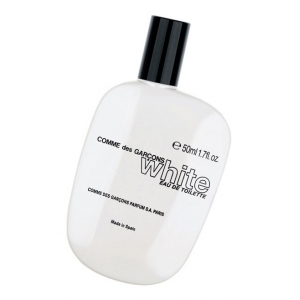 ℮ 50ml/1.7fl.oz.
COMME des GARÇONS
white
EAU DE TOILETTE
COMME DES GARÇONS PARFUM S.A. PARIS
Made in Spain